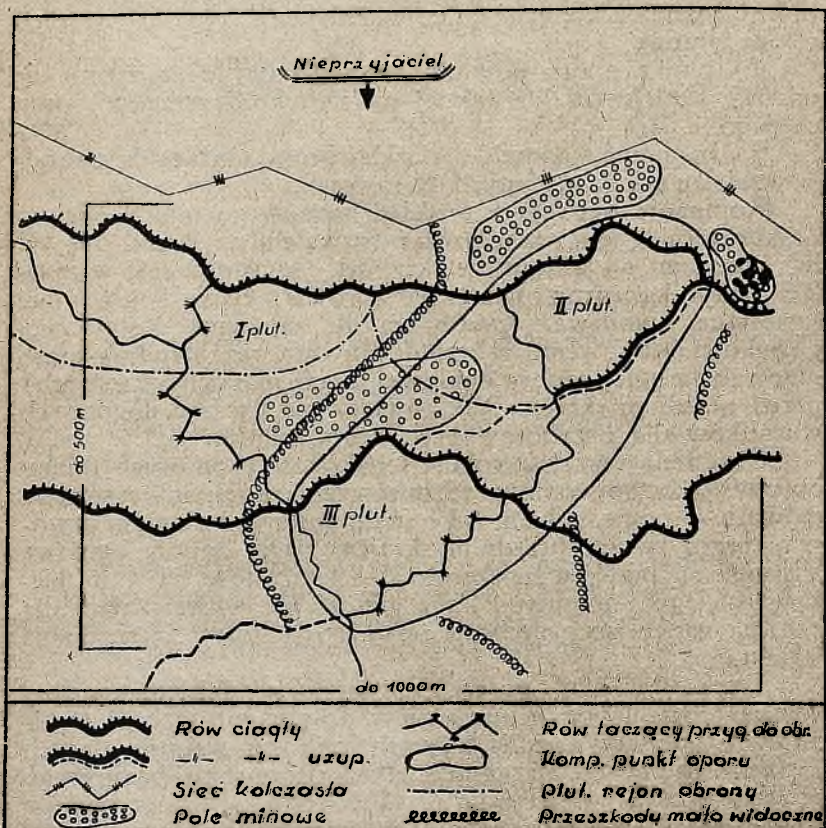 Nieprzyjaciel
I plut.
II plut.
do 500m
III plut.
do 1000m
Rów ciągły
—"— —"— uzup.
Sieć kolczasta
Pole minowe
Rów łączący przyg. do obr.
Komp. punkt oporu
Plut. rejon obrony
Przeszkody mało widoczne